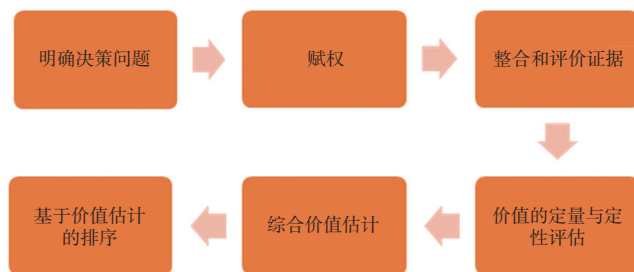 明确决策问题
赋权
整合和评价证据
价值的定量与定
性评估
综合价值估计
基于价值估计
的排序